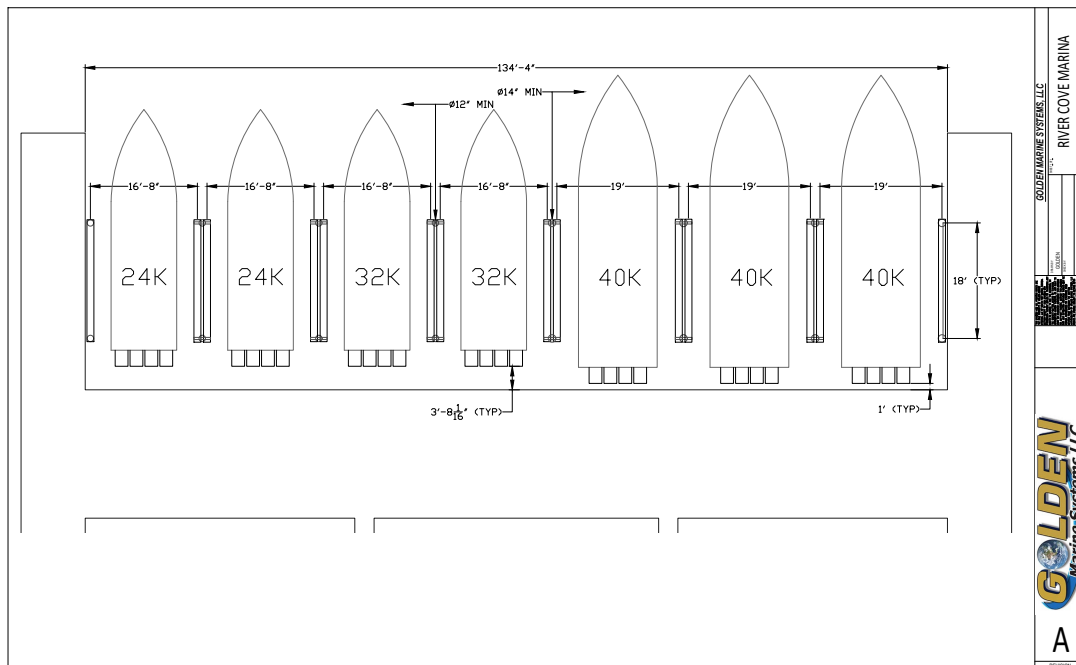 134'-4"
ø12" MIN
ø14" MIN
16'-8"
16'-8"
16'-8"
16'-8"
19'
19'
19'
24K
24K
32K
32K
40K
40K
40K
18' (TYP)
3'-8 1/16" (TYP)
1' (TYP)
GOLDEN MARINE SYSTEMS, LLC
RIVER COVE MARINA
GOLDEN
GOLDEN
Marine Systems LLC
A